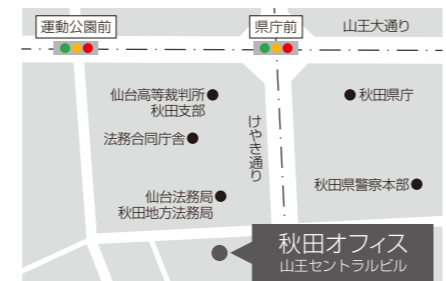 運動公園前
県庁前
山王大通り
仙台高等裁判所
秋田支部
秋田県庁
法務合同庁舎
けやき通り
仙台法務局
秋田地方法務局
秋田県警察本部
秋田オフィス
山王セントラルビル